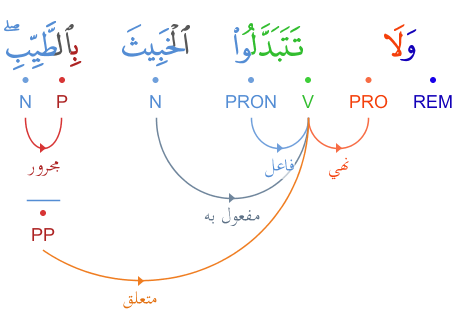 وَلَا تَتَبَدَّلُوا۟ ٱلْخَبِيثَ بِٱلطَّيِّبِ ۖ
REM PRO V PRON N P N
نهي فاعل مجرور
مفعول به
PP
متعلق